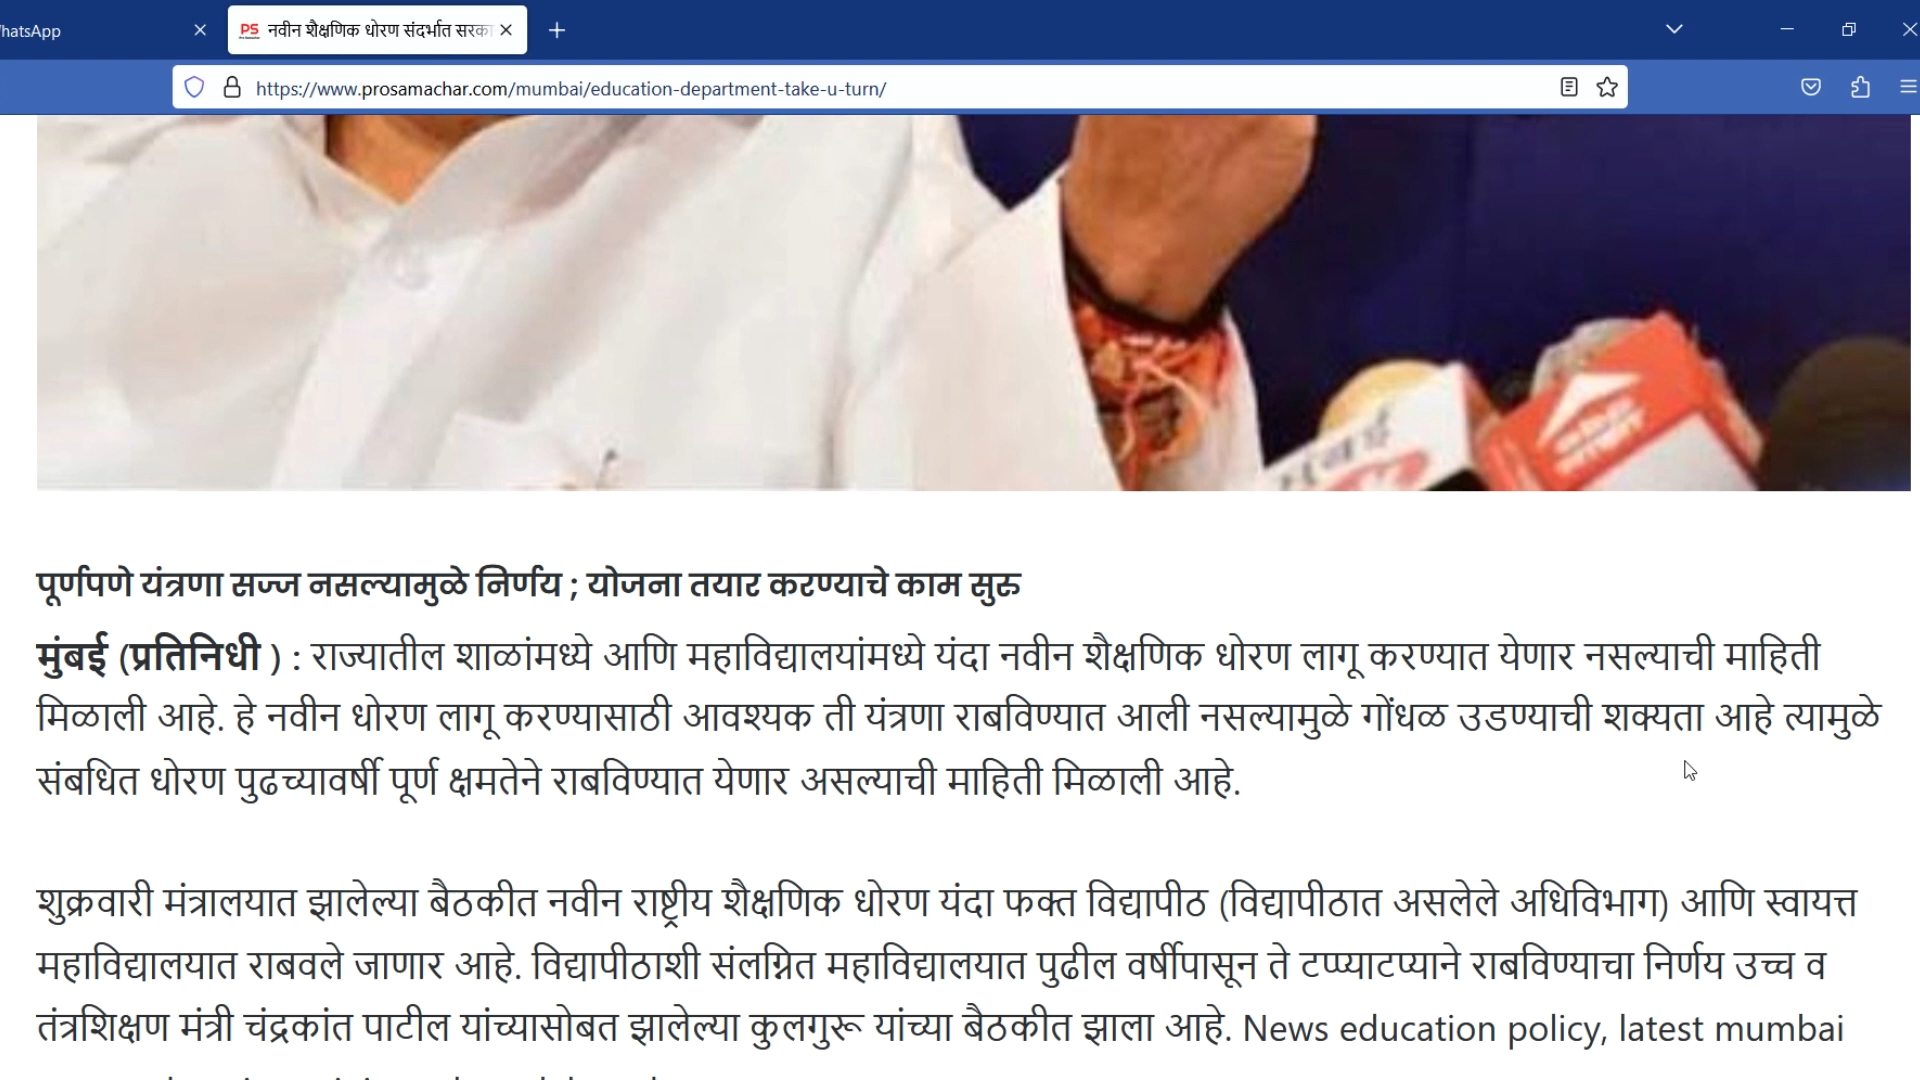 hatsApp
PS नवीन शैक्षणिक धोरण संदर्भात सरका
https://www.prosamachar.com/mumbai/education-department-take-u-turn/
पूर्णपणे यंत्रणा सज्ज नसल्यामुळे निर्णय ; योजना तयार करण्याचे काम सुरु
मुंबई (प्रतिनिधी ) : राज्यातील शाळांमध्ये आणि महाविद्यालयांमध्ये यंदा नवीन शैक्षणिक धोरण लागू करण्यात येणार नसल्याची माहिती
मिळाली आहे. हे नवीन धोरण लागू करण्यासाठी आवश्यक ती यंत्रणा राबविण्यात आली नसल्यामुळे गोंधळ उडण्याची शक्यता आहे त्यामुळे
संबधित धोरण पुढच्यावर्षी पूर्ण क्षमतेने राबविण्यात येणार असल्याची माहिती मिळाली आहे.
शुक्रवारी मंत्रालयात झालेल्या बैठकीत नवीन राष्ट्रीय शैक्षणिक धोरण यंदा फक्त विद्यापीठ (विद्यापीठात असलेले अधिविभाग) आणि स्वायत्त
महाविद्यालयात राबवले जाणार आहे. विद्यापीठाशी संलग्नित महाविद्यालयात पुढील वर्षीपासून ते टप्प्याटप्याने राबविण्याचा निर्णय उच्च व
तंत्रशिक्षण मंत्री चंद्रकांत पाटील यांच्यासोबत झालेल्या कुलगुरू यांच्या बैठकीत झाला आहे. News education policy, latest mumbai